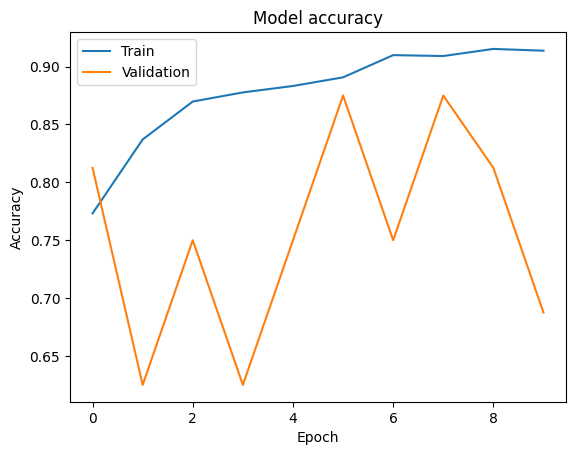 Model accuracy
Train
Validation
0.90
0.85
0.80
0.75
0.70
0.65
Accuracy
0 2 4 6 8
Epoch